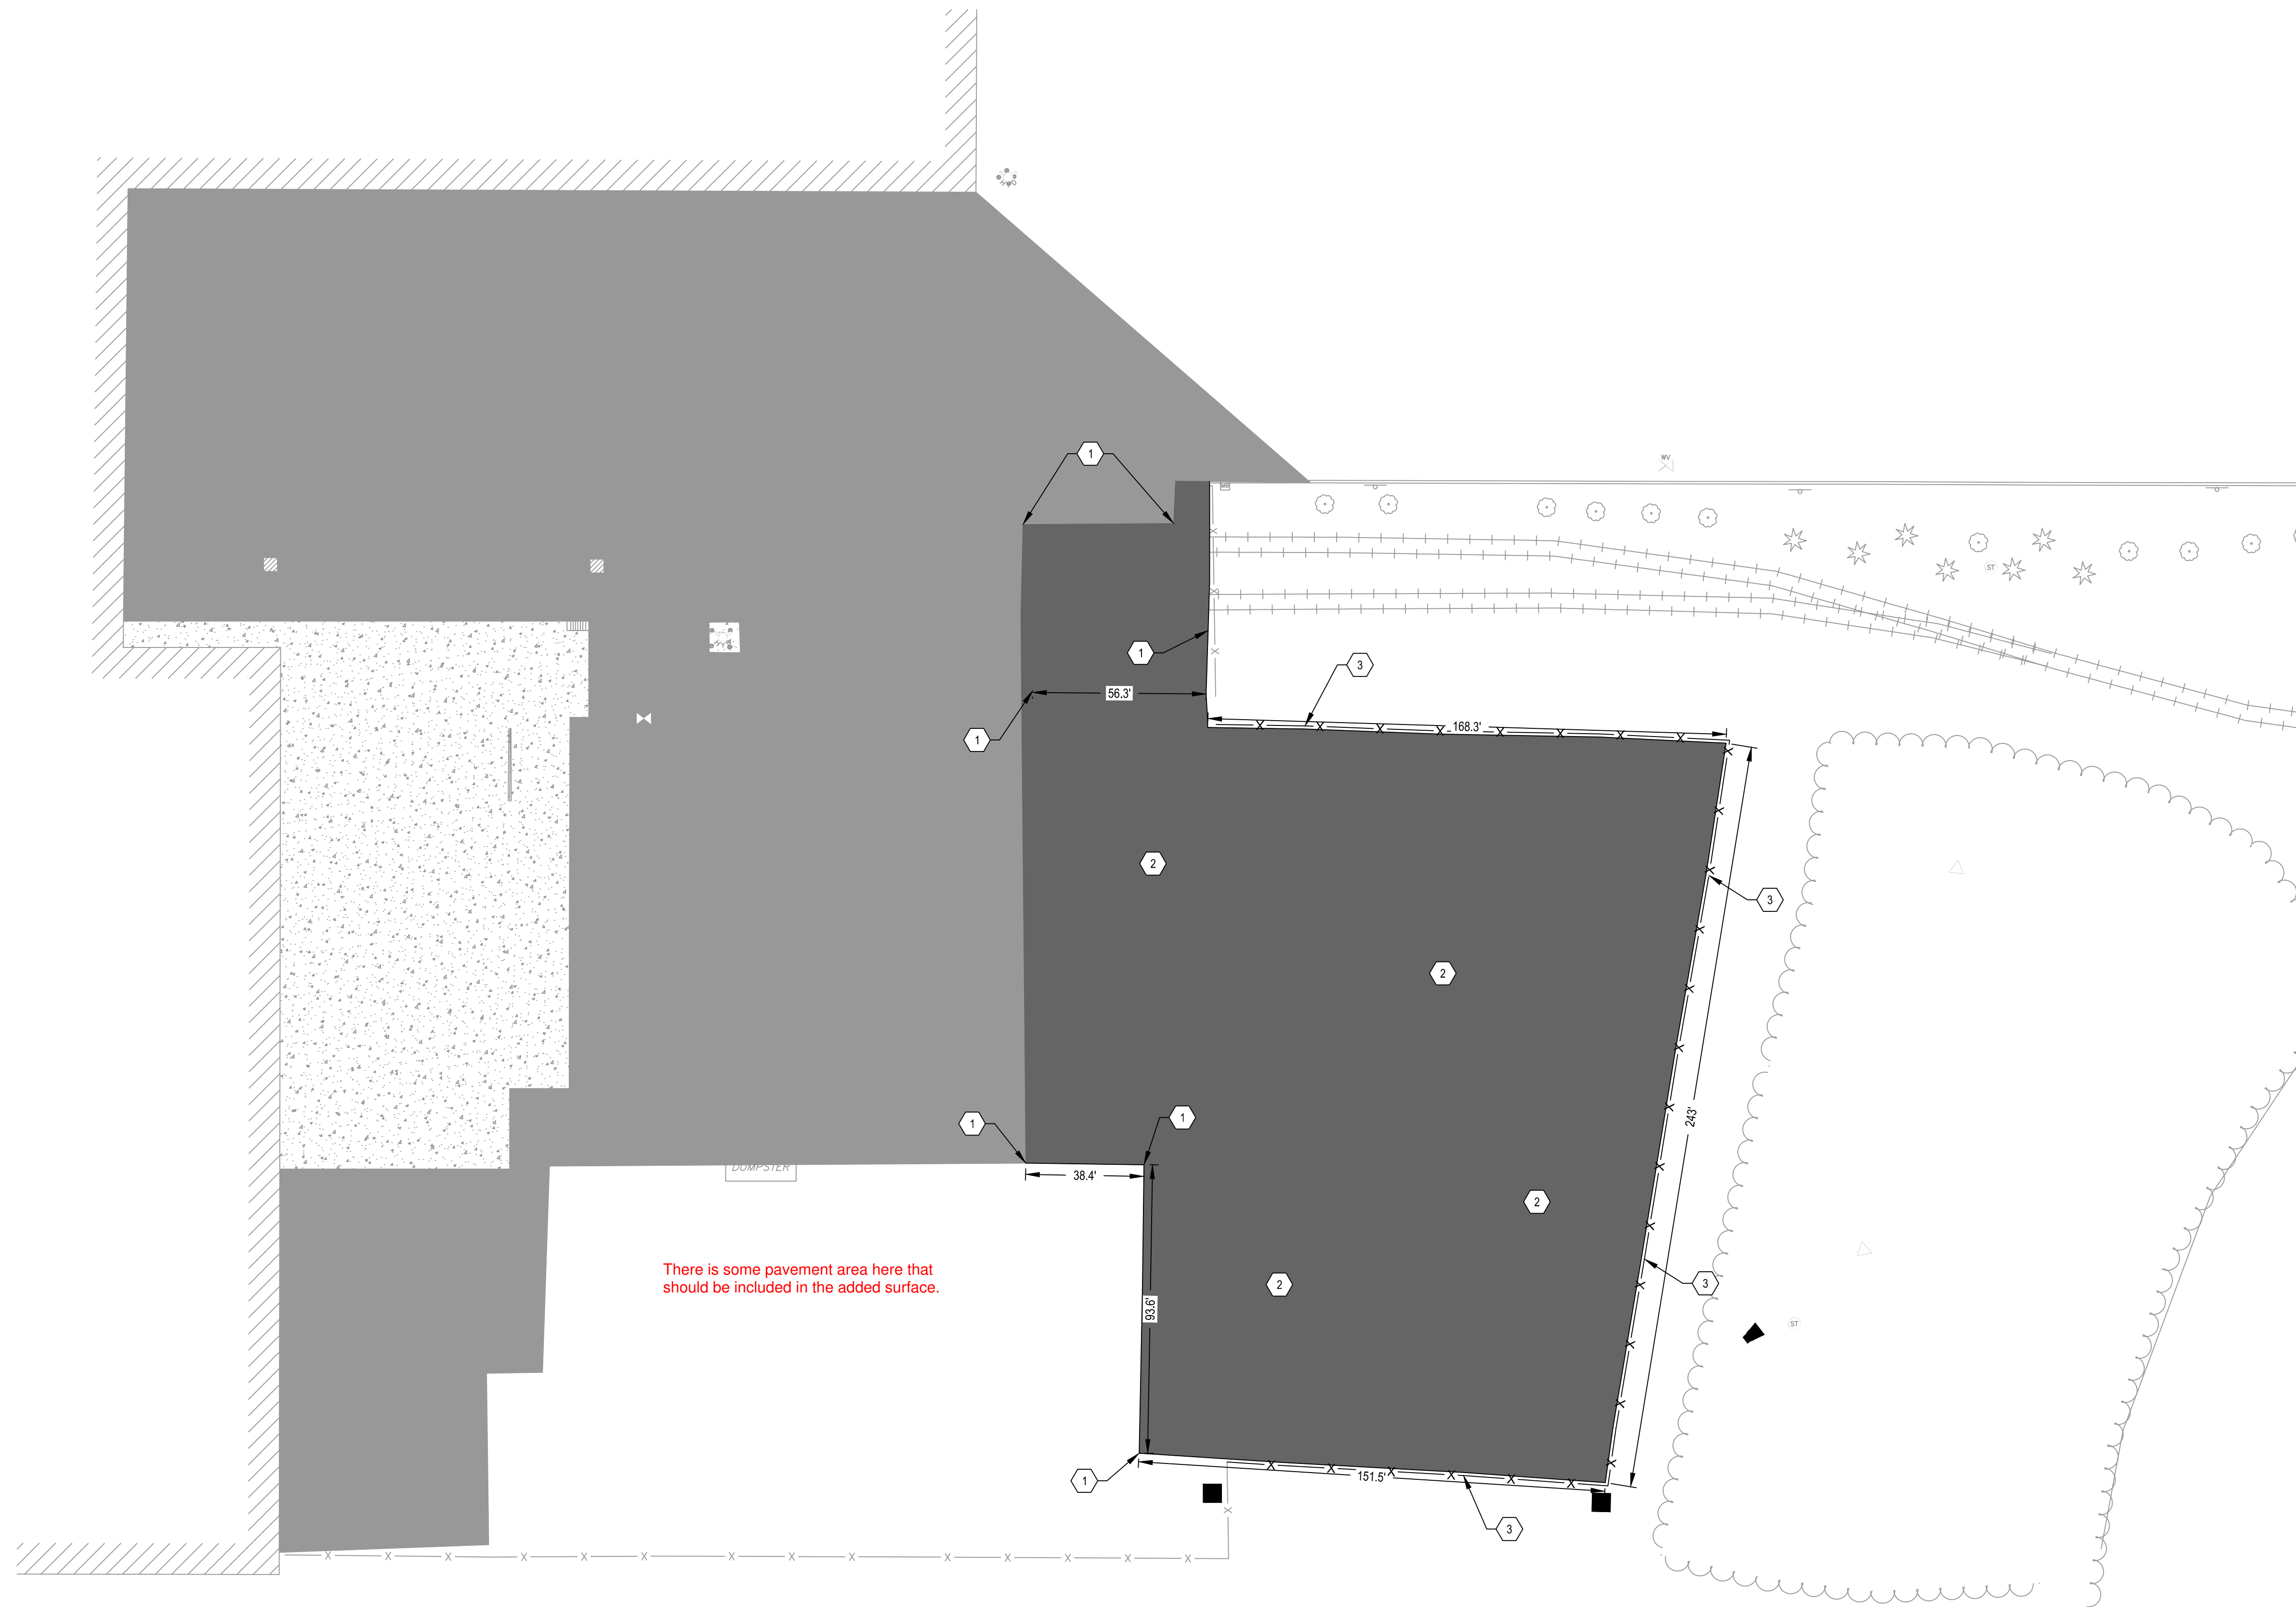 1
WV
MB
ST
1
3
56.3'
168.3'
1
2
3
2
1
1
DUMPSTER
38.4'
243'
2
There is some pavement area here that
should be included in the added surface.
2
3
93.6'
ST
1
151.5'
3